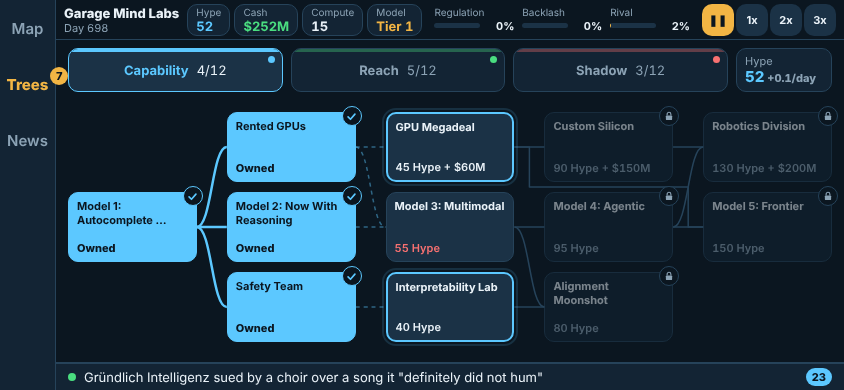 Map
Trees
7
News
Garage Mind Labs
Day 698
Hype
52
Cash
$252M
Compute
15
Model
Tier 1
Regulation
0%
Backlash
0%
Rival
2%
1x
2x
3x
Capability 4/12
Reach 5/12
Shadow 3/12
Hype
52 +0.1/day
Model 1:
Autocomplete ...
Owned
Rented GPUs
Owned
Model 2: Now With
Reasoning
Owned
Safety Team
Owned
GPU Megadeal
45 Hype + $60M
Model 3: Multimodal
55 Hype
Interpretability Lab
40 Hype
Custom Silicon
90 Hype + $150M
Model 4: Agentic
95 Hype
Alignment
Moonshot
80 Hype
Robotics Division
130 Hype + $200M
Model 5: Frontier
150 Hype
Gründlich Intelligenz sued by a choir over a song it "definitely did not hum"
23